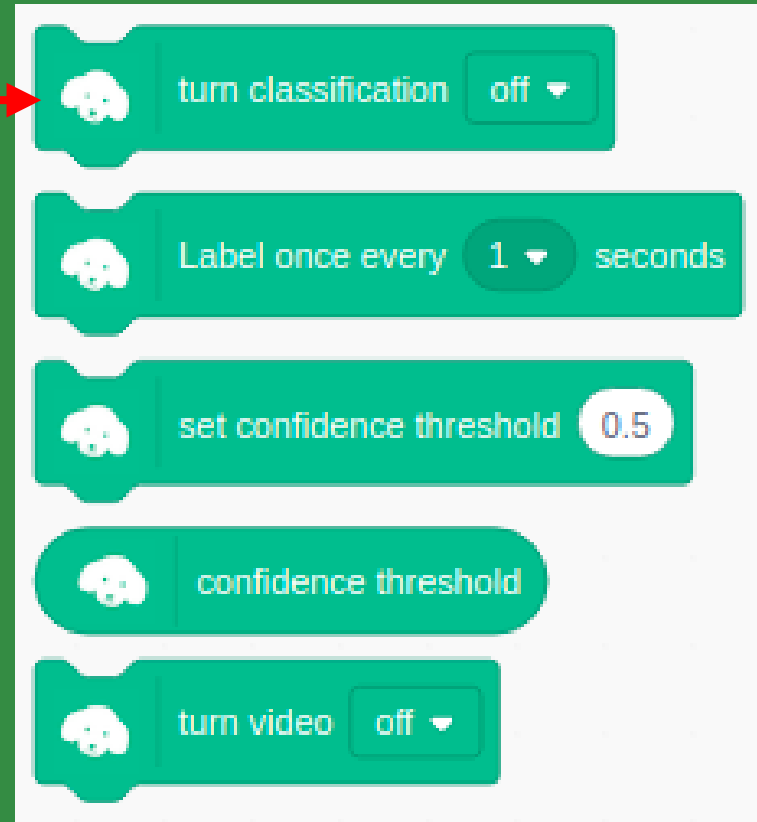 turn classification off
Label once every 1 seconds
set confidence threshold 0.5
confidence threshold
turn video off